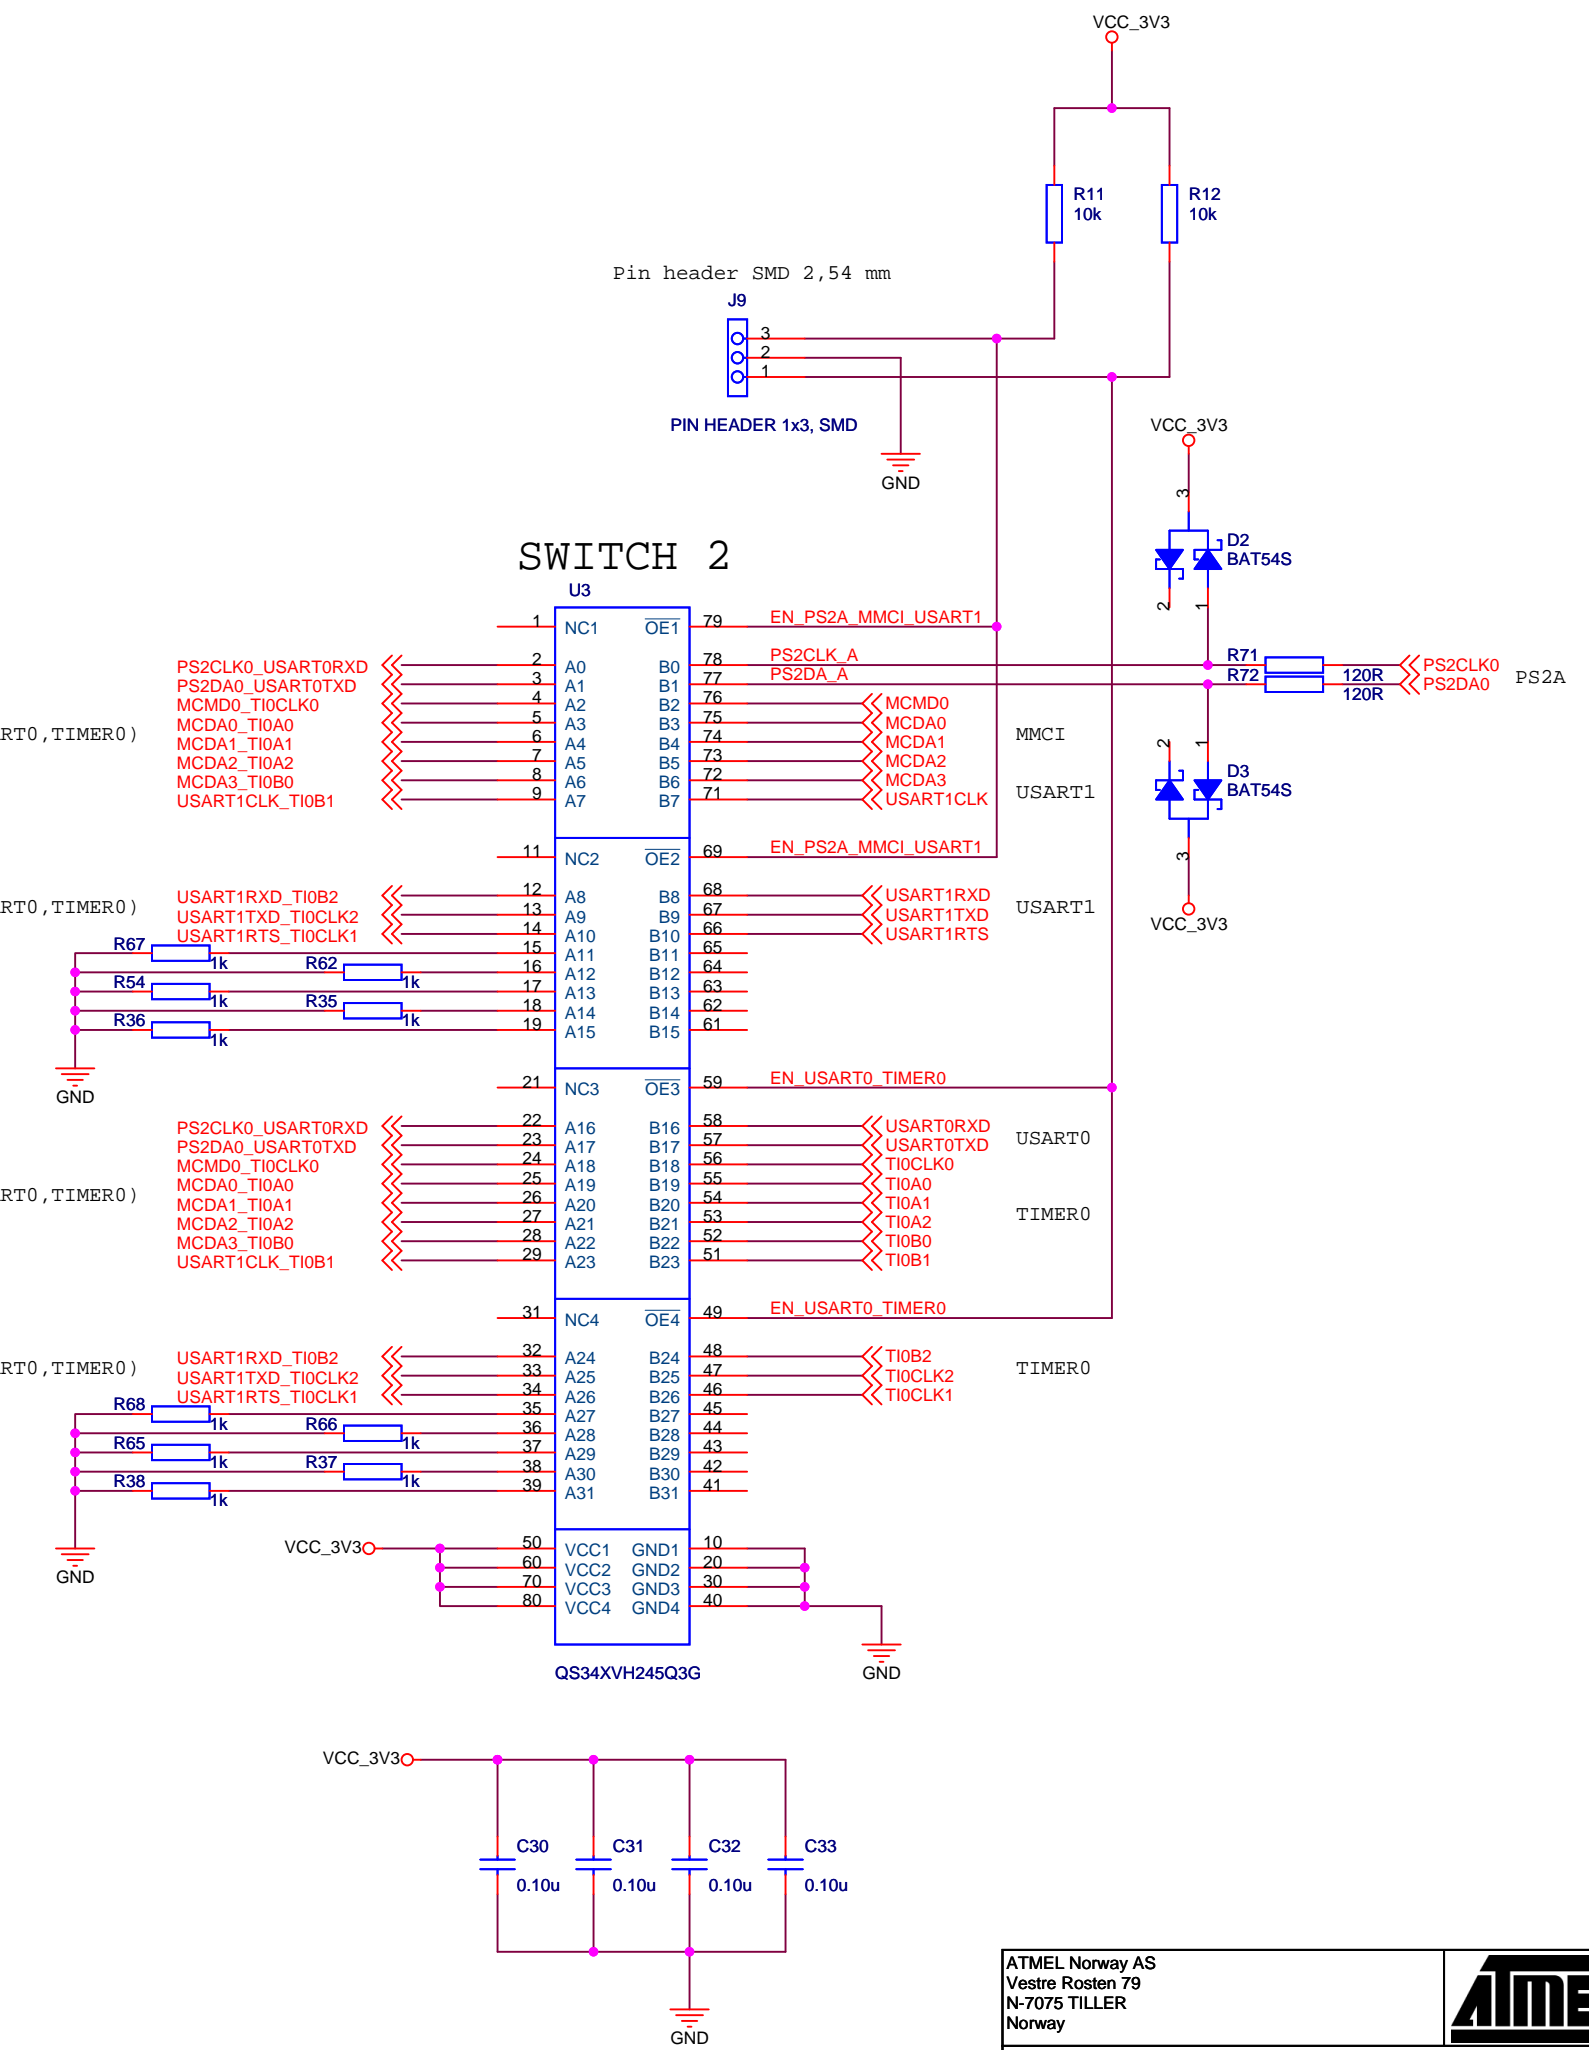 VCC_3V3
R11
10k
R12
10k
Pin header SMD 2,54 mm
J9
3
2
1
PIN HEADER 1x3, SMD
GND
VCC_3V3
3
D2
BAT54S
2
1
SWITCH 2
U3
1 NC1 OE1 79 EN_PS2A_MMCI_USART1
PS2CLK0_USART0RXD 2 A0 B0 78 PS2CLK_A R71 120R PS2CLK0
PS2DA0_USART0TXD 3 A1 B1 77 PS2DA_A R72 120R PS2DA0
PS2A
MCMD0_TI0CLK0 4 A2 B2 76 MCMD0
MCDA0_TI0A0 5 A3 B3 75 MCDA0
RT0,TIMER0) MCDA1_TI0A1 6 A4 B4 74 MCDA1 MMCI
MCDA2_TI0A2 7 A5 B5 73 MCDA2
MCDA3_TI0B0 8 A6 B6 72 MCDA3
USART1CLK_TI0B1 9 A7 B7 71 USART1CLK USART1
2
1
D3
BAT54S
3
VCC_3V3
11 NC2 OE2 69 EN_PS2A_MMCI_USART1
RT0,TIMER0) USART1RXD_TI0B2 12 A8 B8 68 USART1RXD
USART1TXD_TI0CLK2 13 A9 B9 67 USART1TXD USART1
USART1RTS_TI0CLK1 14 A10 B10 66 USART1RTS
R67 1k 15 A11 B11 65
R62 1k 16 A12 B12 64
R54 1k 17 A13 B13 63
R35 1k 18 A14 B14 62
R36 1k 19 A15 B15 61
GND
21 NC3 OE3 59 EN_USART0_TIMER0
PS2CLK0_USART0RXD 22 A16 B16 58 USART0RXD
PS2DA0_USART0TXD 23 A17 B17 57 USART0TXD USART0
MCMD0_TI0CLK0 24 A18 B18 56 TI0CLK0
MCDA0_TI0A0 25 A19 B19 55 TI0A0
RT0,TIMER0) MCDA1_TI0A1 26 A20 B20 54 TI0A1
MCDA2_TI0A2 27 A21 B21 53 TI0A2 TIMER0
MCDA3_TI0B0 28 A22 B22 52 TI0B0
USART1CLK_TI0B1 29 A23 B23 51 TI0B1
31 NC4 OE4 49 EN_USART0_TIMER0
RT0,TIMER0) USART1RXD_TI0B2 32 A24 B24 48 TI0B2
USART1TXD_TI0CLK2 33 A25 B25 47 TI0CLK2 TIMER0
USART1RTS_TI0CLK1 34 A26 B26 46 TI0CLK1
R68 1k 35 A27 B27 45
R66 1k 36 A28 B28 44
R65 1k 37 A29 B29 43
R37 1k 38 A30 B30 42
R38 1k 39 A31 B31 41
GND
VCC_3V3 50 VCC1 GND1 10
60 VCC2 GND2 20
70 VCC3 GND3 30
80 VCC4 GND4 40
GND
QS34XVH245Q3G
VCC_3V3
C30 C31 C32 C33
0.10u 0.10u 0.10u 0.10u
GND
ATMEL Norway AS
Vestre Rosten 79
N-7075 TILLER
Norway
ATME